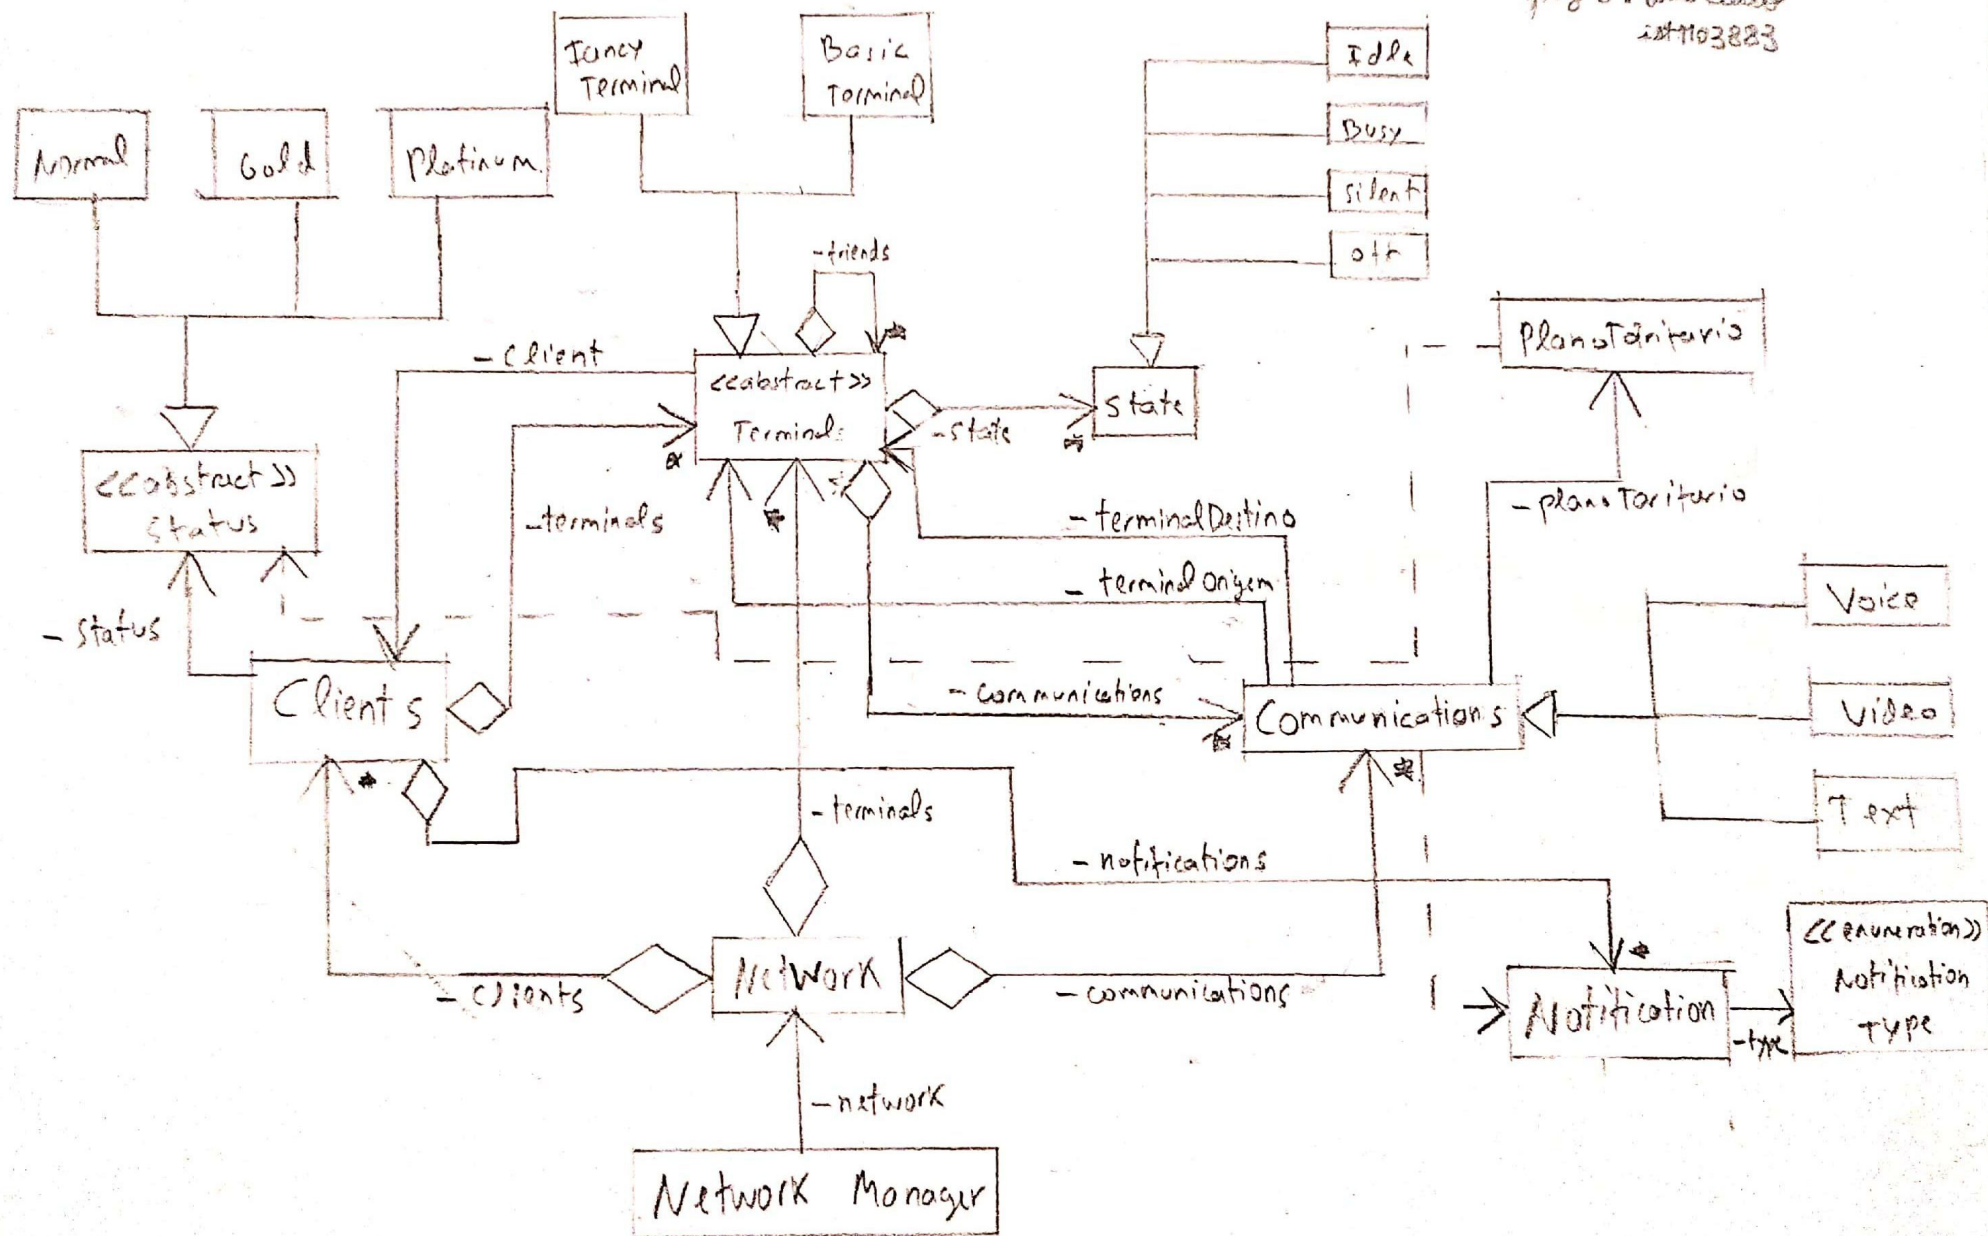 ist1103883
Fancy
Terminal
Basic
Terminal
Idle
Busy
Silent
Off
Normal
Gold
Platinum
-friends
*
-Client
<<abstract>>
Terminals
*
-State
*
State
PlanoTarifario
-planoTarifario
<<abstract>>
Status
-terminals
*
-terminalDestino
-terminalOrigem
-Status
Clients
*
-communications
*
Communications
*
Voice
Video
Text
-terminals
-notifications
*
-Clients
Network
-communications
Notification
-type
<<enumeration>>
Notification
Type
-network
Network Manager